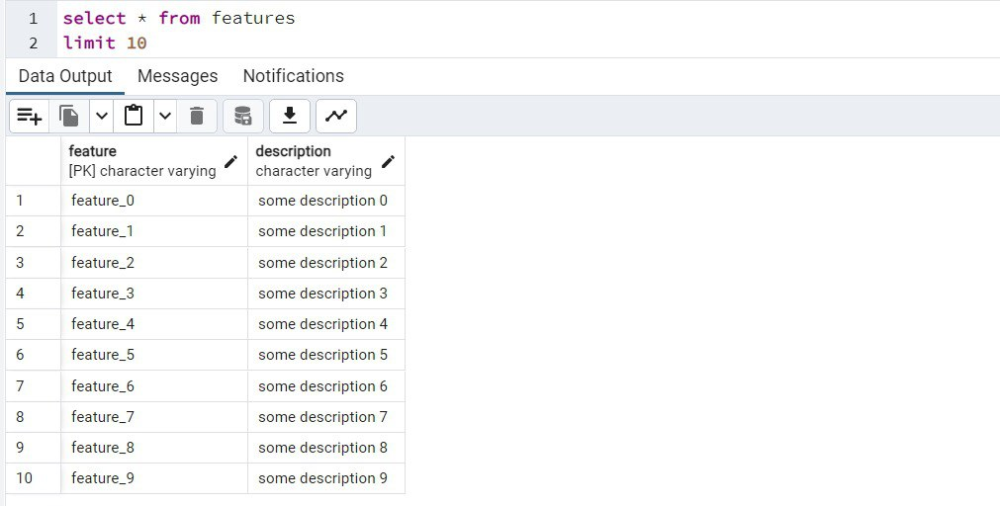 1 select * from features
2 limit 10
Data Output Messages Notifications
feature description
[PK] character varying character varying
1 feature_0 some description 0
2 feature_1 some description 1
3 feature_2 some description 2
4 feature_3 some description 3
5 feature_4 some description 4
6 feature_5 some description 5
7 feature_6 some description 6
8 feature_7 some description 7
9 feature_8 some description 8
10 feature_9 some description 9